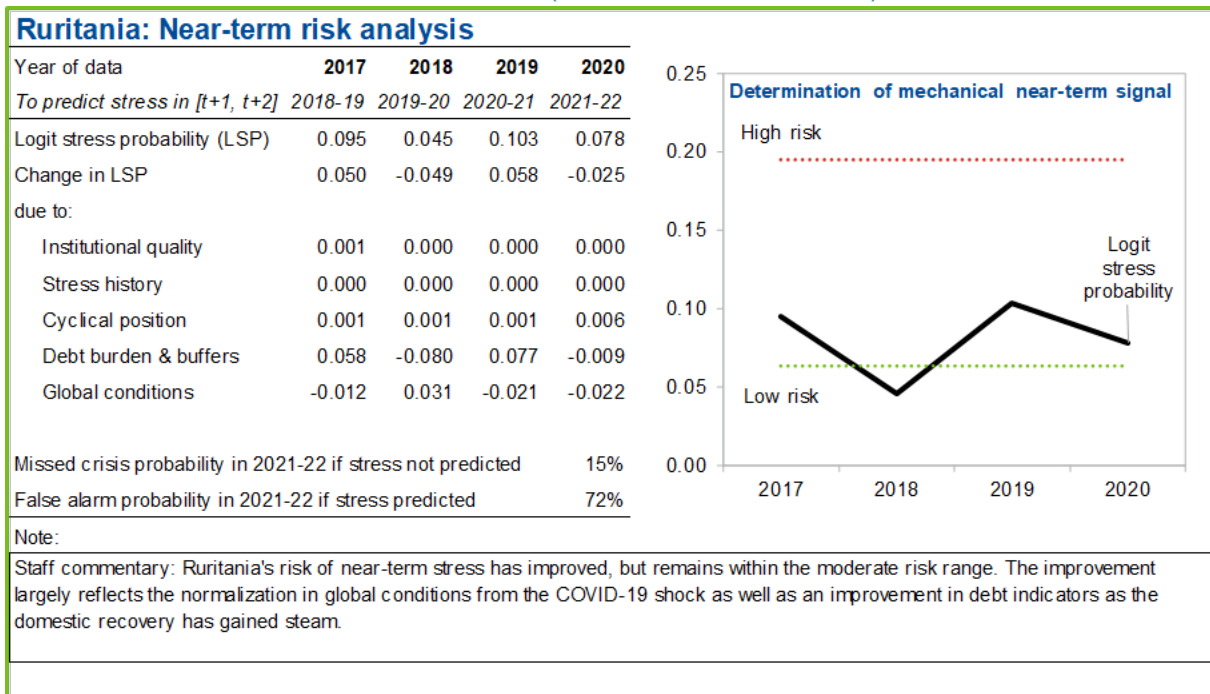 Ruritania: Near-term risk analysis
Year of data 2017 2018 2019 2020
To predict stress in [t+1, t+2] 2018-19 2019-20 2020-21 2021-22
Logit stress probability (LSP) 0.095 0.045 0.103 0.078
Change in LSP 0.050 -0.049 0.058 -0.025
due to:
Institutional quality 0.001 0.000 0.000 0.000
Stress history 0.000 0.000 0.000 0.000
Cyclical position 0.001 0.001 0.001 0.006
Debt burden & buffers 0.058 -0.080 0.077 -0.009
Global conditions -0.012 0.031 -0.021 -0.022
Missed crisis probability in 2021-22 if stress not predicted 15%
False alarm probability in 2021-22 if stress predicted 72%
0.25
Determination of mechanical near-term signal
High risk
0.20
0.15
Logit
stress
probability
0.10
0.05
Low risk
0.00
2017 2018 2019 2020
Note:
Staff commentary: Ruritania's risk of near-term stress has improved, but remains within the moderate risk range. The improvement
largely reflects the normalization in global conditions from the COVID-19 shock as well as an improvement in debt indicators as the
domestic recovery has gained steam.